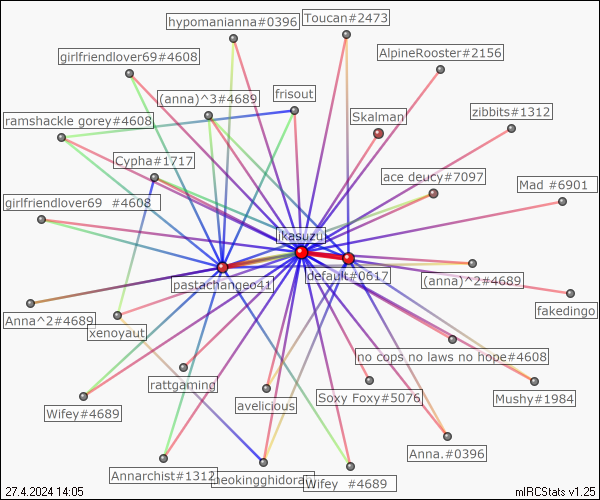 hypomanianna#0396
Toucan#2473
girlfriendlover69#4608
AlpineRooster#2156
(anna)^3#4689
frisout
ramshackle gorey#4608
Skalman
zibbits#1312
Cypha#1717
ace deucy#7097
Mad #6901
girlfriendlover69 #4608
ikasuzu
pastachangeo41
default#0617
(anna)^2#4689
Anna^2#4689
fakedingo
xenoyaut
no cops no laws no hope#4608
rattgaming
Wifey#4689
avelicious
Soxy Foxy#5076
Mushy#1984
Anna.#0396
Annarchist#1312
neokingghidorah
Wifey #4689
27.4.2024 14:05
mIRCStats v1.25